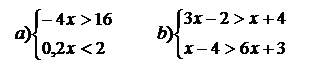 a) { -4x > 16 b) { 3x - 2 > x + 4
0,2x < 2 x - 4 > 6x + 3